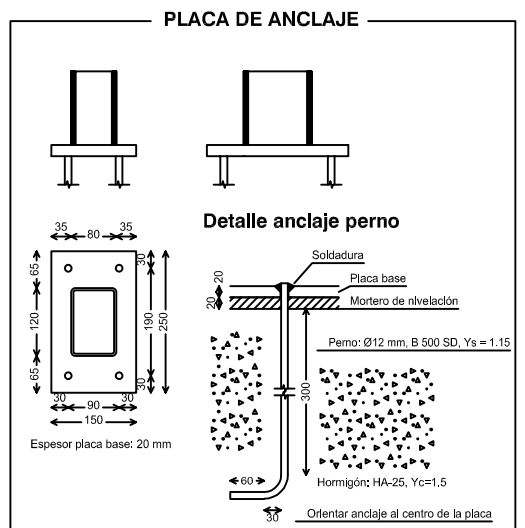 PLACA DE ANCLAJE
35
80
35
65
120
65
30
190
30
250
30
90
30
150
Espesor placa base: 20 mm
Detalle anclaje perno
Soldadura
Placa base
Mortero de nivelación
20
20
Perno: Ø12 mm, B 500 SD, Ys = 1.15
300
60
Hormigón: HA-25, Yc=1.5
30
Orientar anclaje al centro de la placa